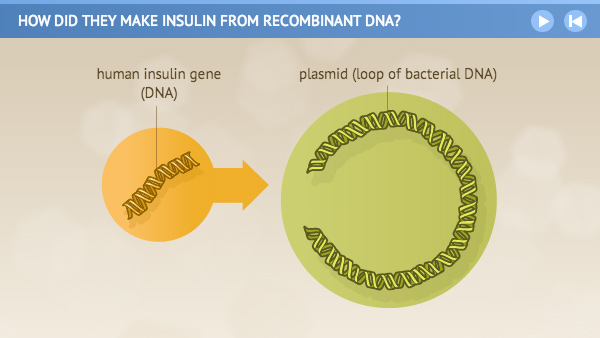 HOW DID THEY MAKE INSULIN FROM RECOMBINANT DNA?
human insulin gene
(DNA)
plasmid (loop of bacterial DNA)